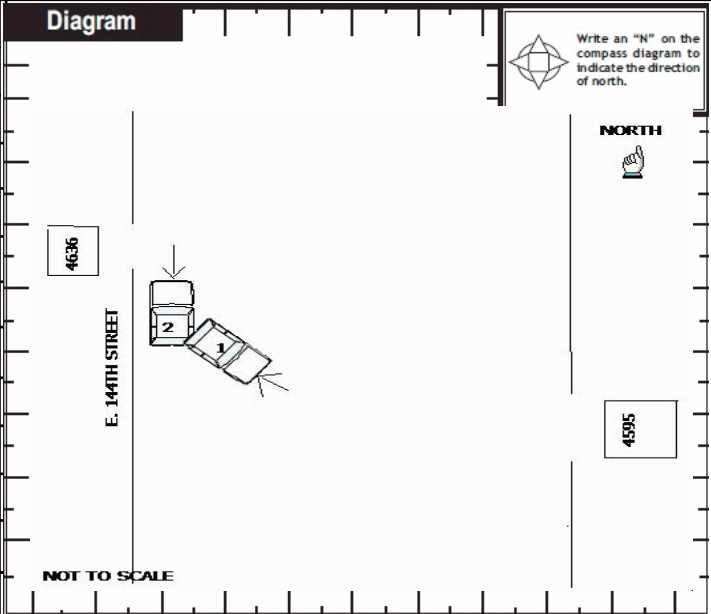 Diagram
Write an “N” on the
compass diagram to
indicate the direction
of north.
NORTH
4636
2
1
E. 144TH STREET
4595
NOT TO SCALE